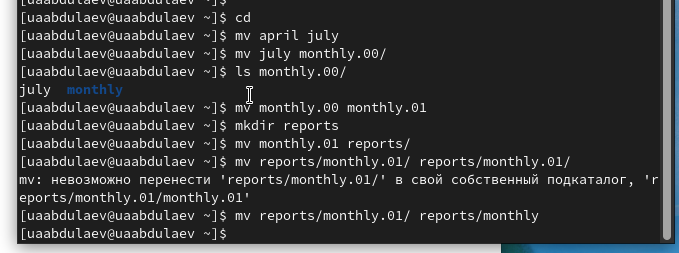 [uaabdulaev@uaabdulaev ~]$ cd
[uaabdulaev@uaabdulaev ~]$ mv april july
[uaabdulaev@uaabdulaev ~]$ mv july monthly.00/
[uaabdulaev@uaabdulaev ~]$ ls monthly.00/
july  monthly
[uaabdulaev@uaabdulaev ~]$ mv monthly.00 monthly.01
[uaabdulaev@uaabdulaev ~]$ mkdir reports
[uaabdulaev@uaabdulaev ~]$ mv monthly.01 reports/
[uaabdulaev@uaabdulaev ~]$ mv reports/monthly.01/ reports/monthly.01/
mv: невозможно перенести 'reports/monthly.01/' в свой собственный подкаталог, 'r
eports/monthly.01/monthly.01'
[uaabdulaev@uaabdulaev ~]$ mv reports/monthly.01/ reports/monthly
[uaabdulaev@uaabdulaev ~]$